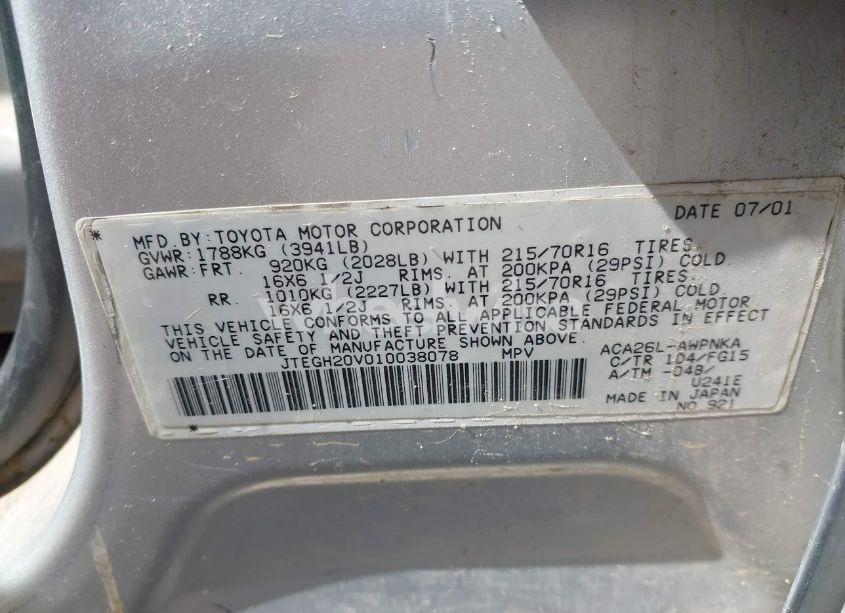 DATE 07/01
MFD.BY:TOYOTA MOTOR CORPORATION
GVWR:1788KG (3941LB)
GAWR:FRT. 920KG (2028LB) WITH 215/70R16 TIRES.
16X6 1/2J RIMS. AT 200KPA (29PSI) COLD.
RR. 1010KG (2227LB) WITH 215/70R16 TIRES.
16X6 1/2J RIMS. AT 200KPA (29PSI) COLD.
THIS VEHICLE CONFORMS TO ALL APPLICABLE FEDERAL MOTOR
VEHICLE SAFETY AND THEFT PREVENTION STANDARDS IN EFFECT
ON THE DATE OF MANUFACTURE SHOWN ABOVE.
JTEGH20V010038078 MPV
ACA26L-AWPNKA
C/TR 1D4/FG15
A/TM -04B/
U241E
MADE IN JAPAN
NO 921